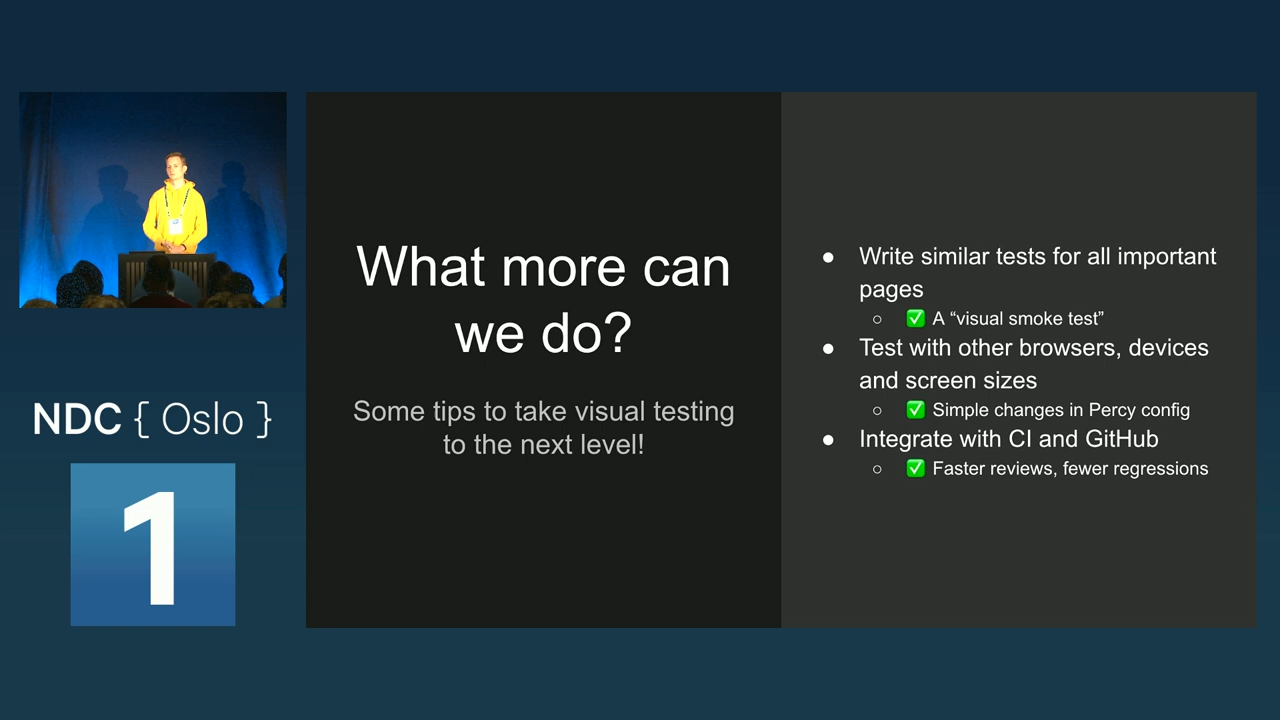 NDC { Oslo }
1
What more can
we do?
Some tips to take visual testing
to the next level!
● Write similar tests for all important
pages
○ ✅ A “visual smoke test”
● Test with other browsers, devices
and screen sizes
○ ✅ Simple changes in Percy config
● Integrate with CI and GitHub
○ ✅ Faster reviews, fewer regressions